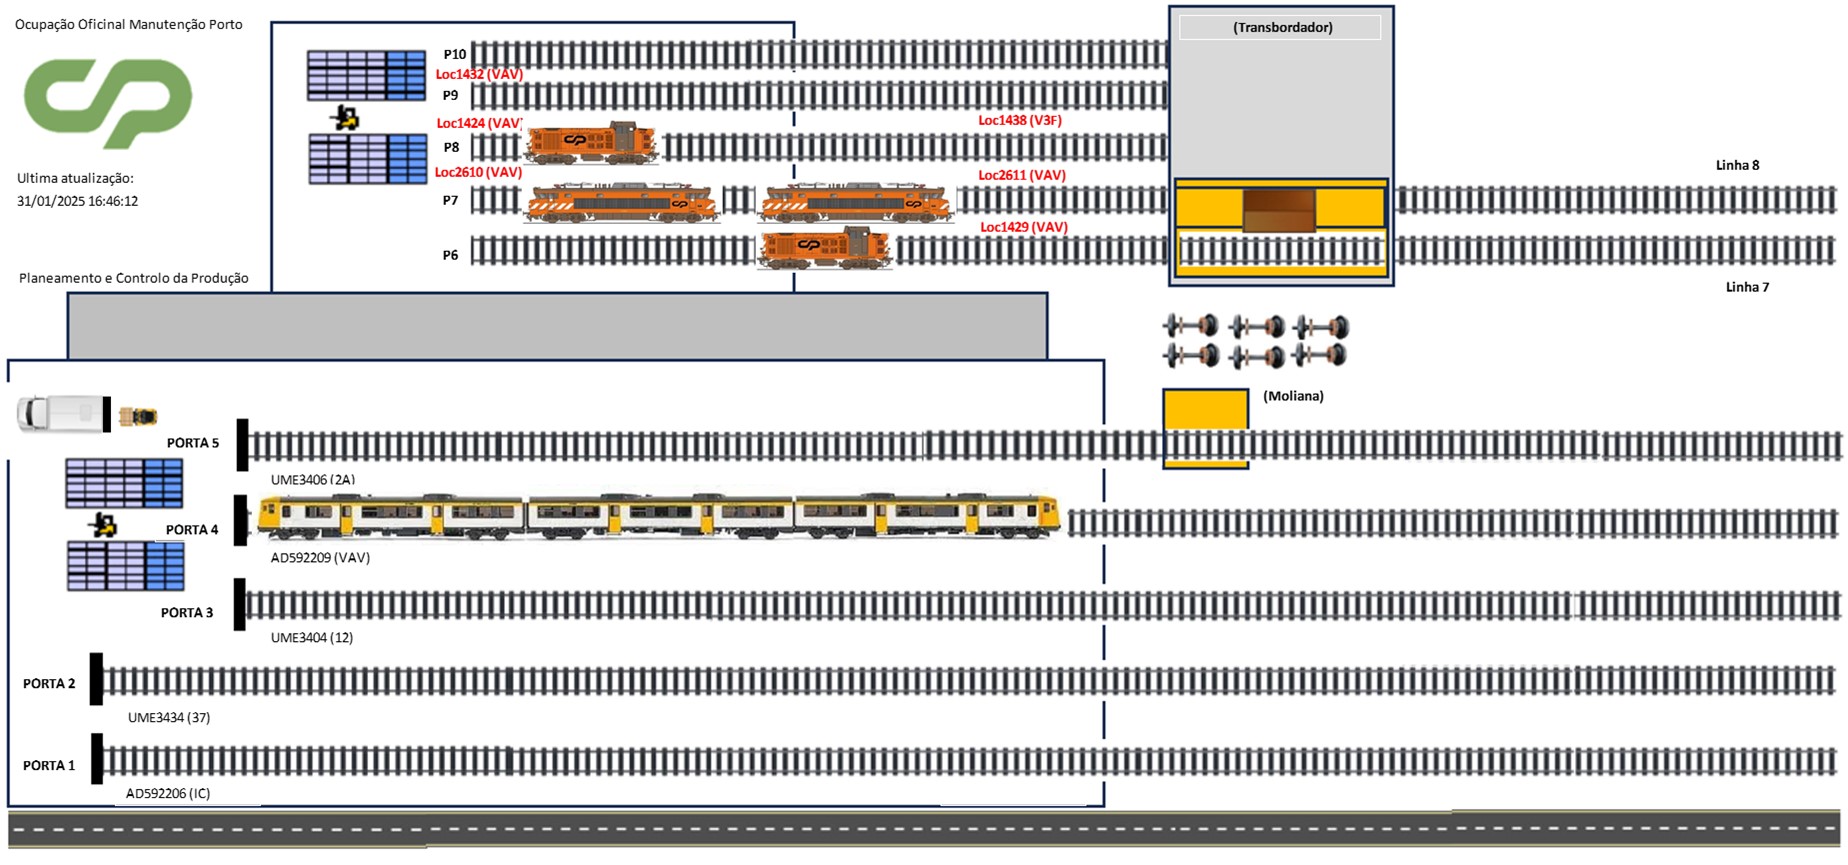 Ocupação Oficinal Manutenção Porto
(Transbordador)
P10
Loc1432 (VAV)
P9
Loc1424 (VAV)
Loc1438 (V3F)
P8
Loc2610 (VAV)
Loc2611 (VAV)
Linha 8
Ultima atualização:
31/01/2025 16:46:12
P7
Loc1429 (VAV)
P6
Planeamento e Controlo da Produção
Linha 7
(Moliana)
PORTA 5
UME3406 (2A)
PORTA 4
AD592209 (VAV)
PORTA 3
UME3404 (12)
PORTA 2
UME3434 (37)
PORTA 1
AD592206 (IC)